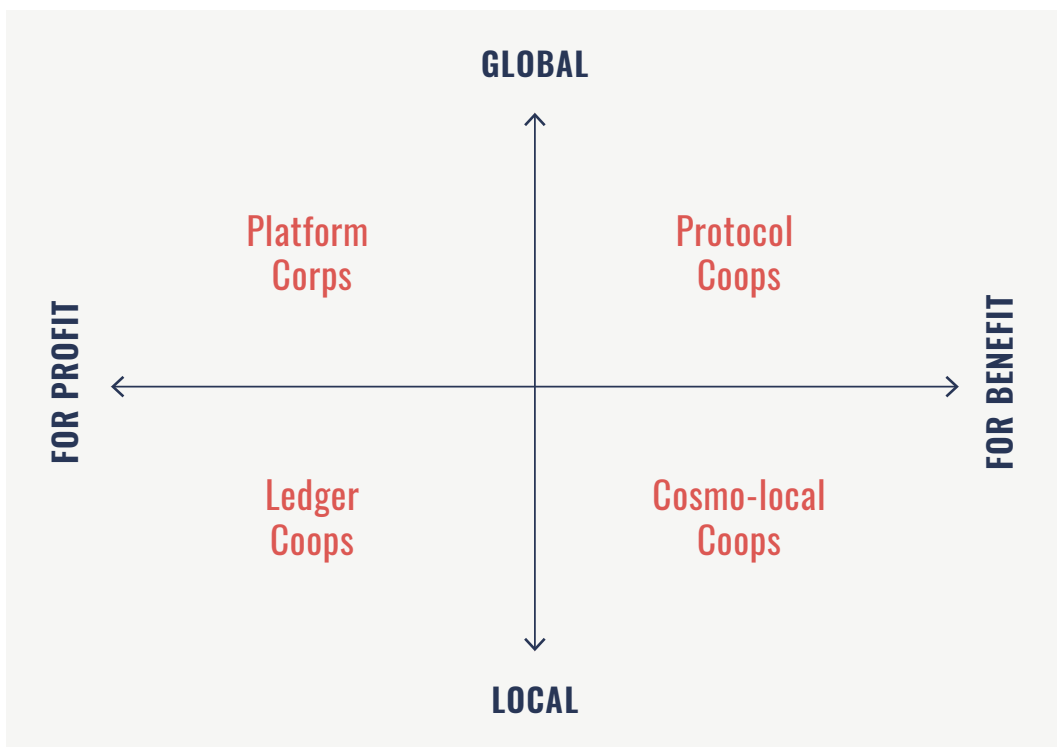 GLOBAL
Platform
Corps
Protocol
Coops
FOR PROFIT
FOR BENEFIT
Ledger
Coops
Cosmo-local
Coops
LOCAL